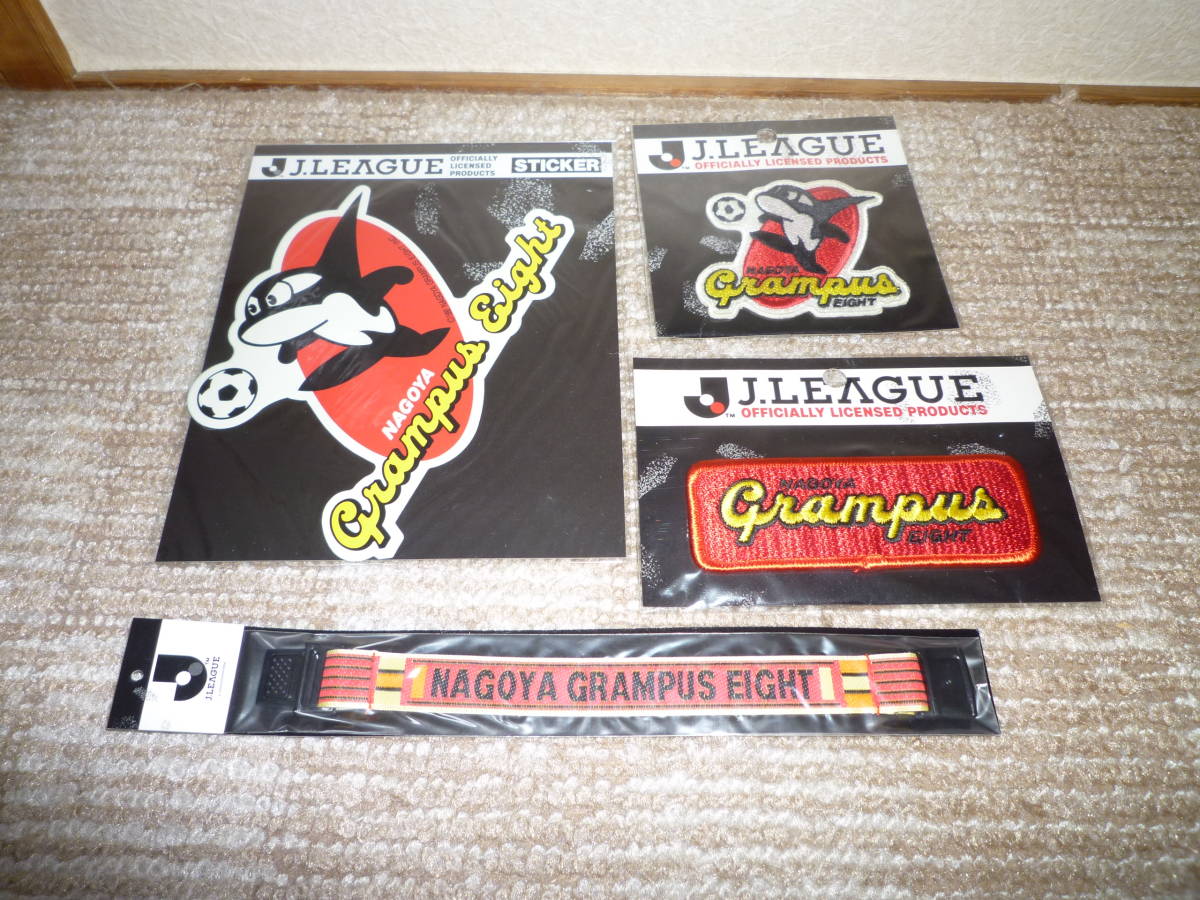 J.LEAGUE
OFFICIALLY
LICENSED
PRODUCTS
STICKER
NAGOYA
Grampus Eight
J.LEAGUE
OFFICIALLY LICENSED PRODUCTS
NAGOYA
Grampus
EIGHT
J.LEAGUE
TM OFFICIALLY LICENSED PRODUCTS
NAGOYA
Grampus
EIGHT
J.LEAGUE
NAGOYA GRAMPUS EIGHT